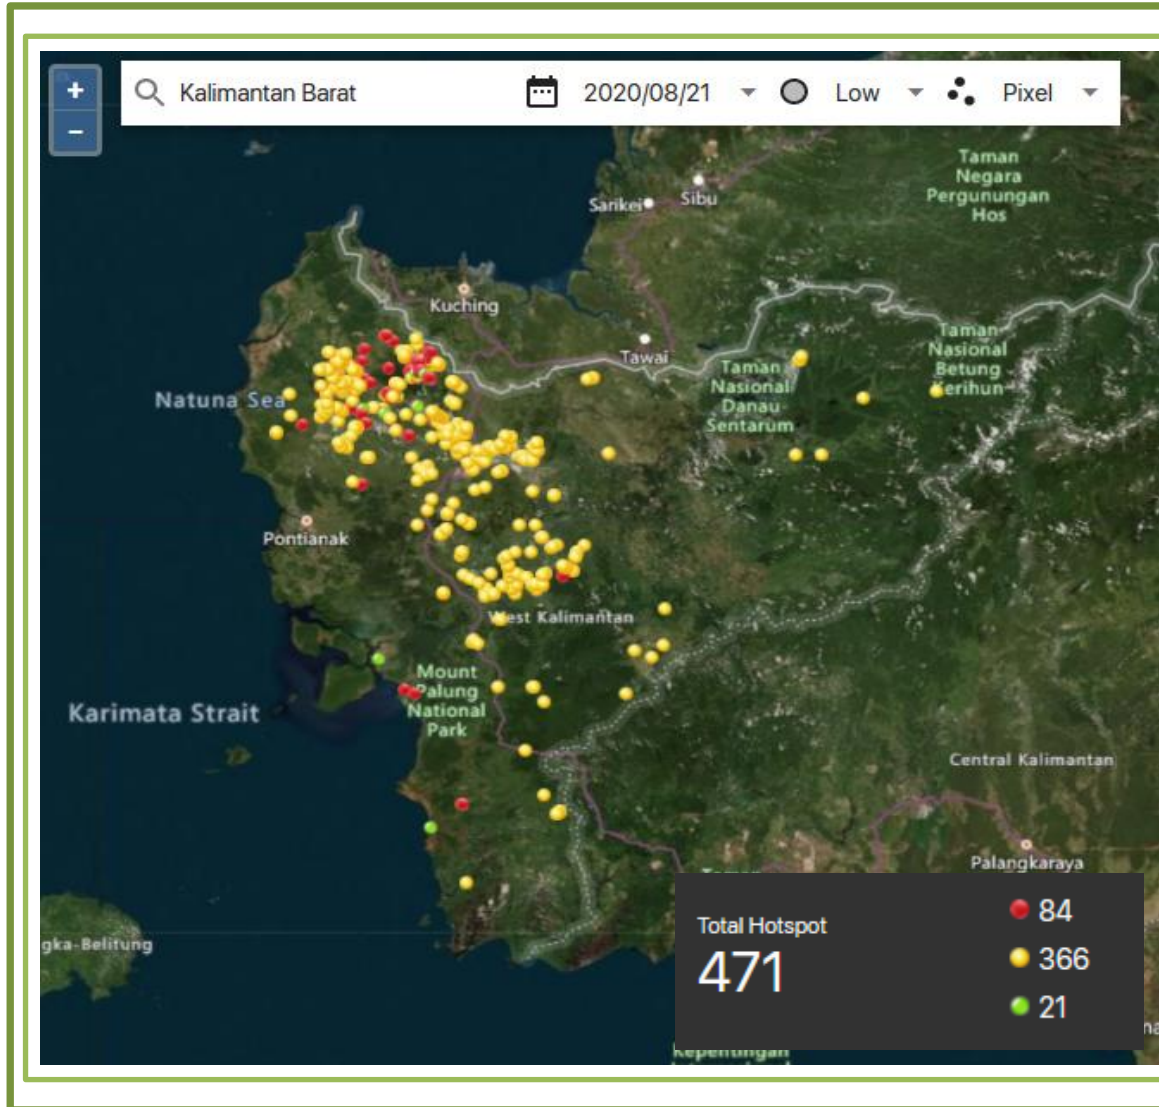 +
−
Kalimantan Barat
2020/08/21
Low
Pixel
Taman
Negara
Pergunungan
Hos
Sarikei
Sibu
Kuching
Tawai
Taman
Nasional
Betung
Kerihun
Taman
Nasional
Danau
Sentarum
Natuna Sea
Pontianak
West Kalimantan
Mount
Palung
National
Park
Karimata Strait
Central Kalimantan
Palangkaraya
gka-Belitung
Total Hotspot
471
84
366
21
Kepentingan